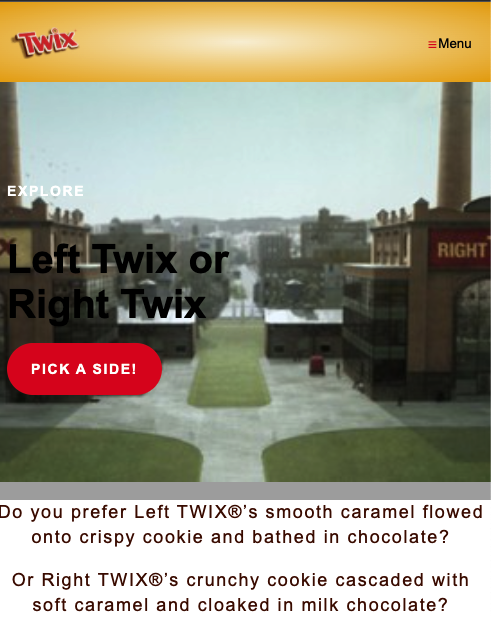 TWIX
≡Menu
EXPLORE
Left Twix or
Right Twix
RIGHT
PICK A SIDE!
Do you prefer Left TWIX®’s smooth caramel flowed
onto crispy cookie and bathed in chocolate?
Or Right TWIX®’s crunchy cookie cascaded with
soft caramel and cloaked in milk chocolate?